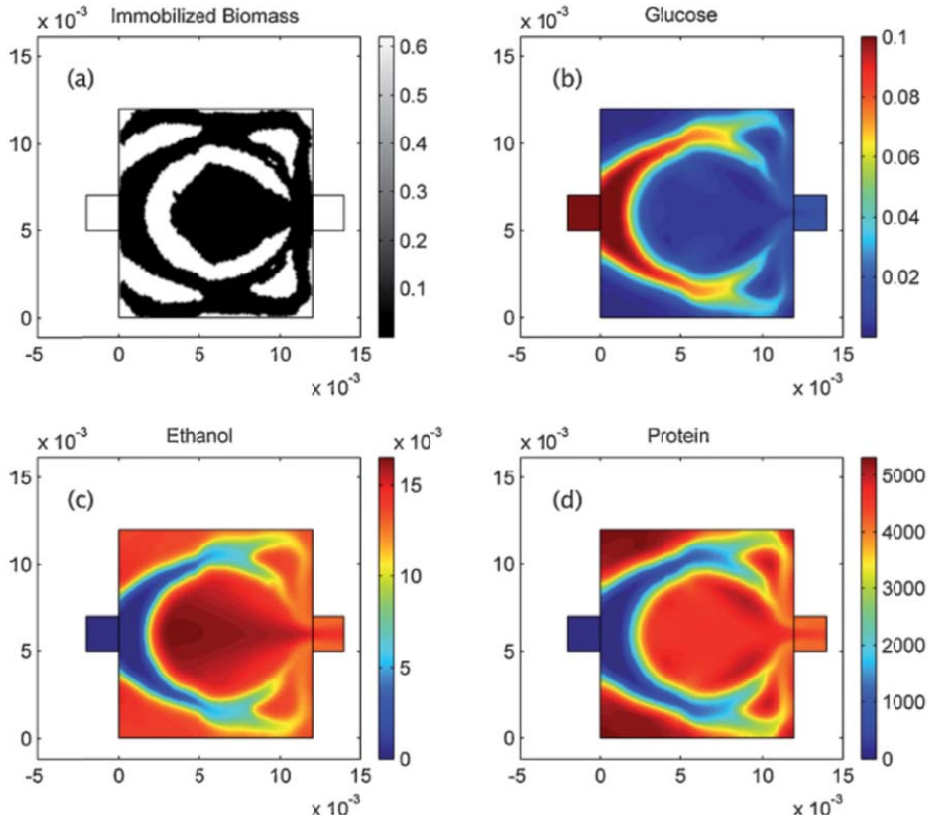 x 10⁻³ Immobilized Biomass
(a)
15
10
5
0
-5 0 5 10 15
x 10⁻³
0.6
0.5
0.4
0.3
0.2
0.1
x 10⁻³ Glucose
(b)
15
10
5
0
-5 0 5 10 15
x 10⁻³
0.1
0.08
0.06
0.04
0.02
x 10⁻³ Ethanol x 10⁻³
(c)
15
10
5
0
-5 0 5 10 15
x 10⁻³
15
10
5
0
x 10⁻³ Protein
(d)
15
10
5
0
-5 0 5 10 15
x 10⁻³
5000
4000
3000
2000
1000
0